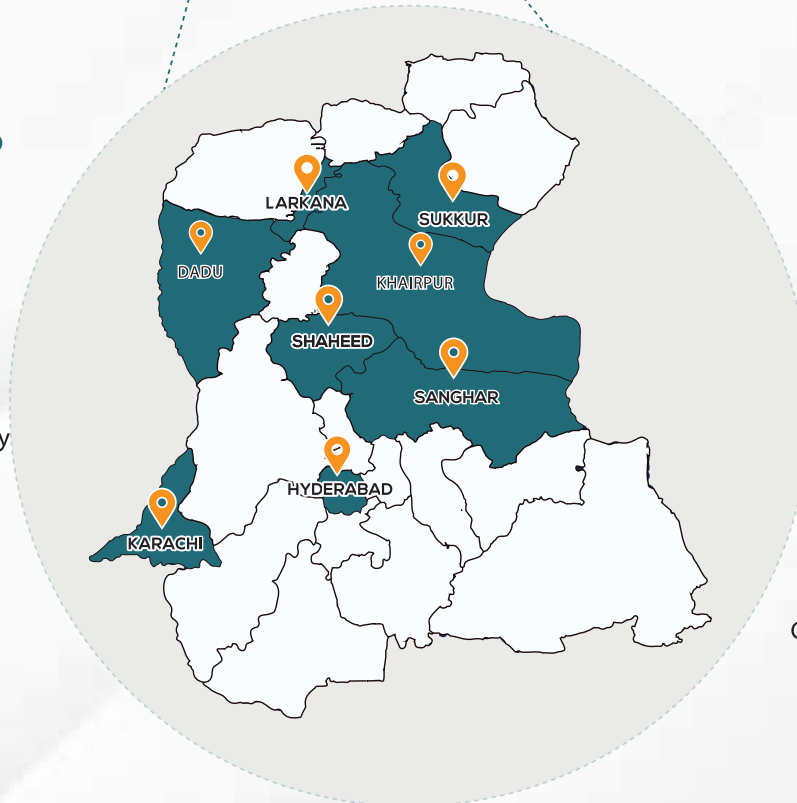 LARKANA
SUKKUR
DADU
KHAIRPUR
SHAHEED
SANGHAR
HYDERABAD
KARACHI